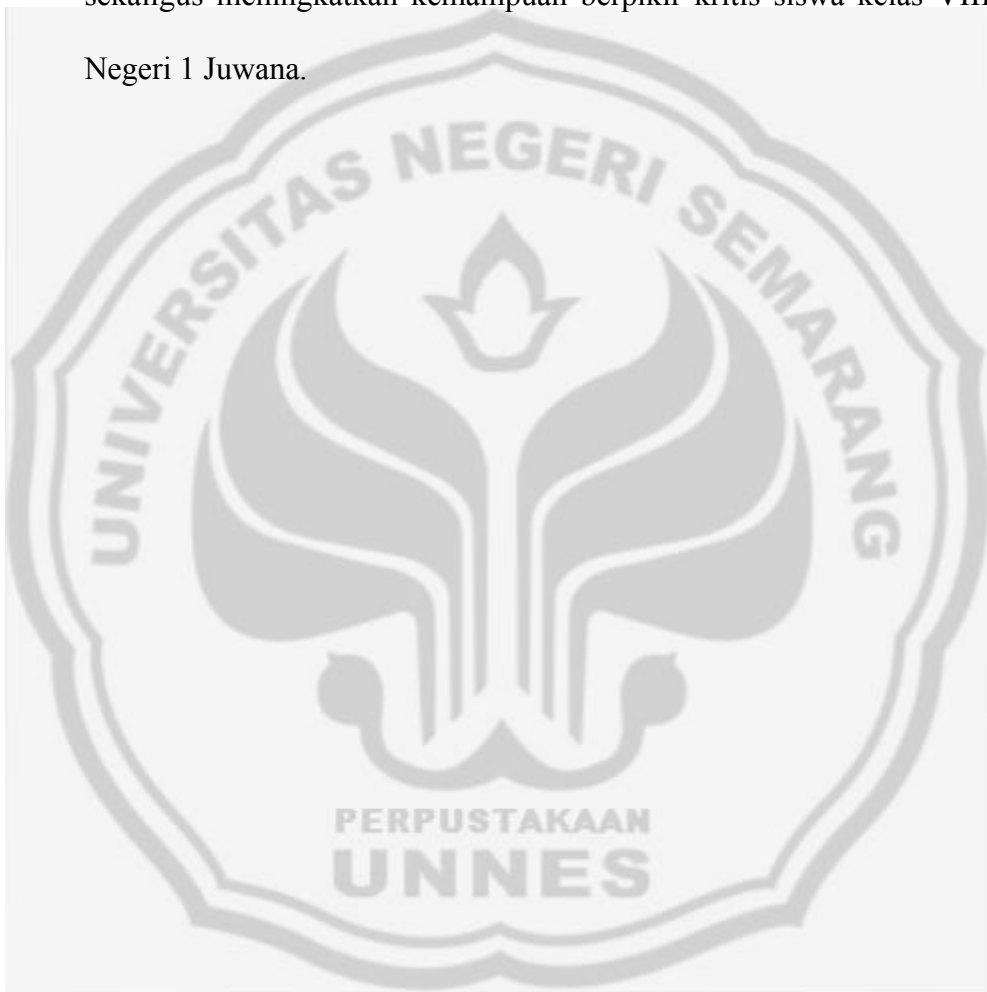 sekaligus meningkatkan kemampuan berpikir kritis siswa kelas VIII
Negeri 1 Juwana.
UNIVERSITAS NEGERI SEMARANG
PERPUSTAKAAN
UNNES